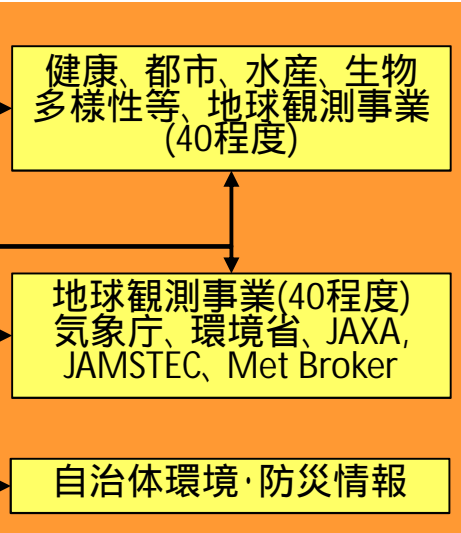 健康、都市、水産、生物
多様性等、地球観測事業
(40程度)
地球観測事業(40程度)
気象庁、環境省、JAXA,
JAMSTEC、Met Broker
自治体環境・防災情報